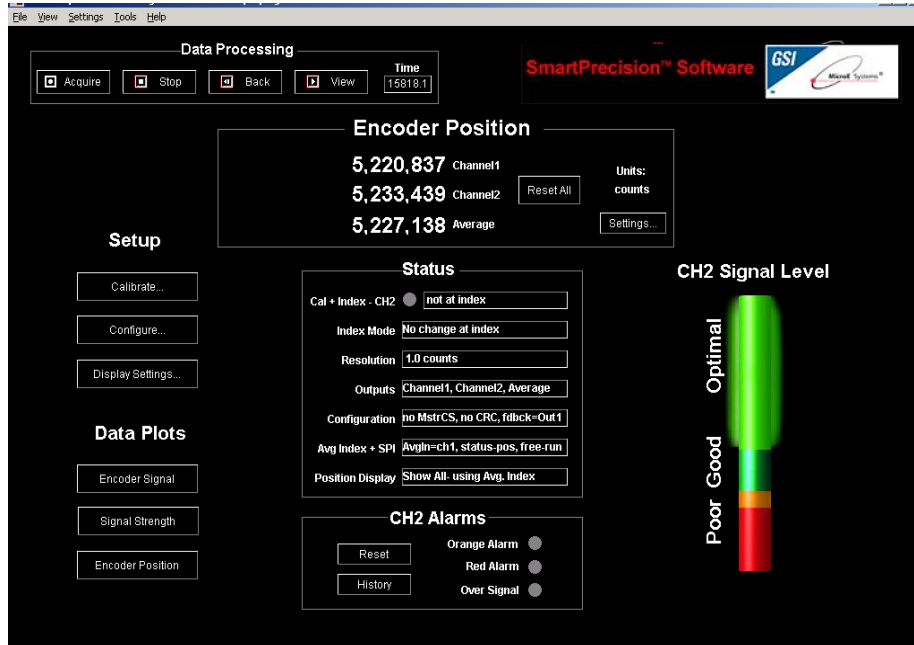 File View Settings Tools Help
Data Processing
Acquire Stop Back View
Time
15818.1
SmartPrecision™ Software
GSI
MicroE Systems®
Encoder Position
5,220,837 Channel1
5,233,439 Channel2
5,227,138 Average
Reset All
Units:
counts
Settings...
Setup
Calibrate...
Configure...
Display Settings...
Data Plots
Encoder Signal
Signal Strength
Encoder Position
Status
Cal + Index - CH2 not at index
Index Mode No change at index
Resolution 1.0 counts
Outputs Channel1, Channel2, Average
Configuration no MstrCS, no CRC, fdbck=Out1
Avg Index + SPI AvgIn=ch1, status-pos, free-run
Position Display Show All- using Avg. Index
CH2 Alarms
Reset
History
Orange Alarm
Red Alarm
Over Signal
CH2 Signal Level
Optimal
Good
Poor